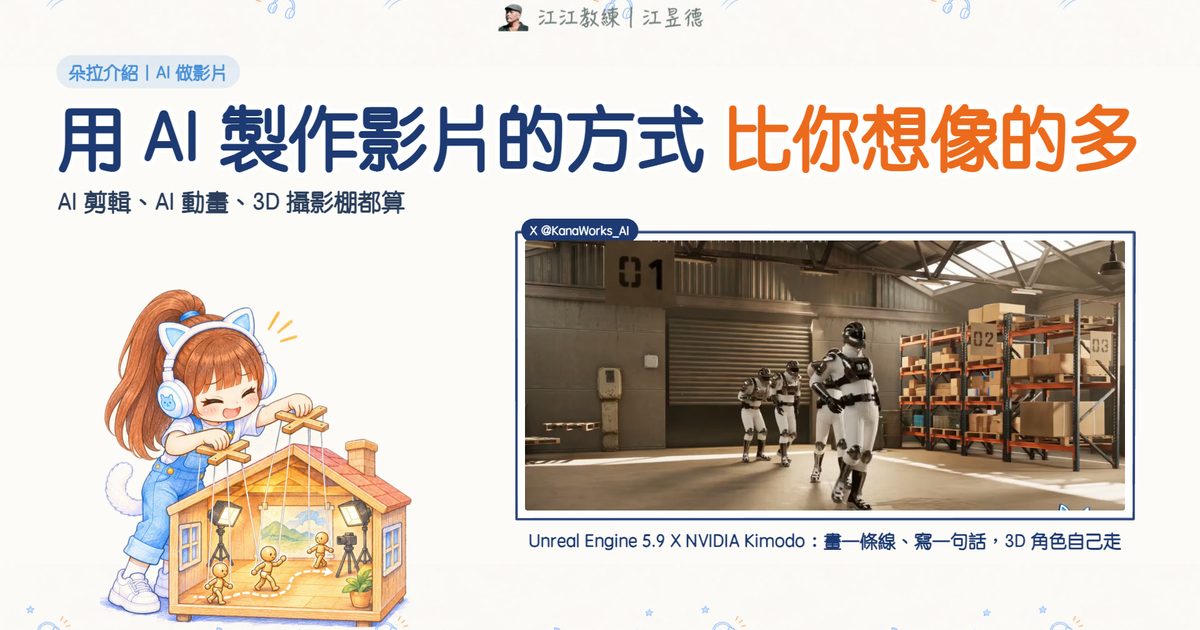 江江教練｜江昱德
朵拉介紹｜AI 做影片
用 AI 製作影片的方式 比你想像的多
AI 剪輯、AI 動畫、3D 攝影棚都算
X @KanaWorks_AI
01
02
03
Unreal Engine 5.9 X NVIDIA Kimodo：畫一條線、寫一句話，3D 角色自己走